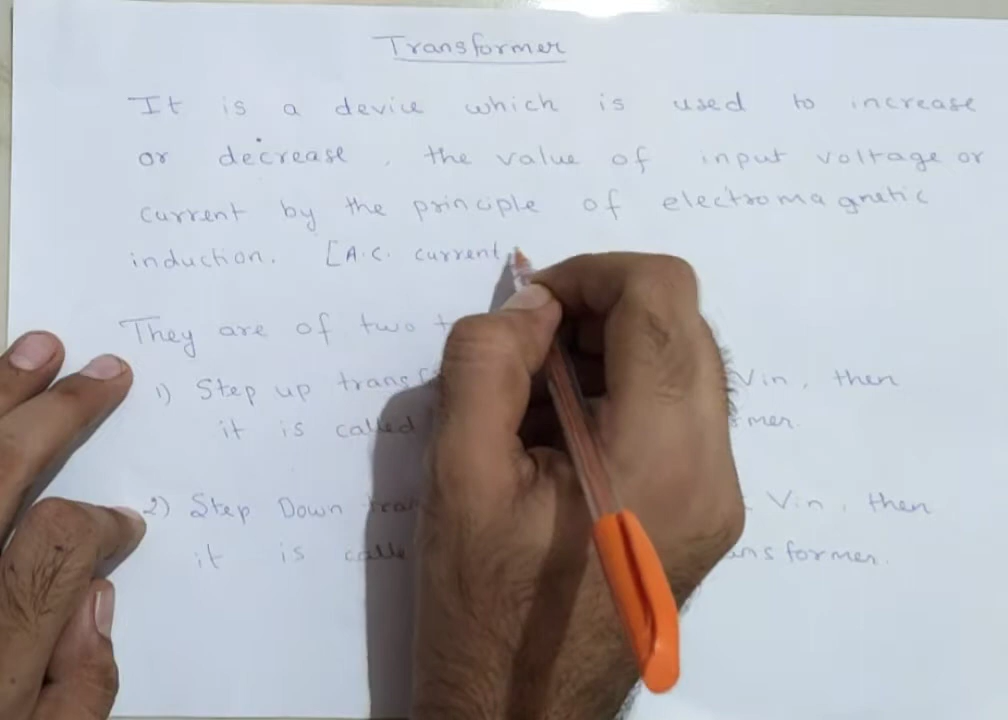 Transformer
It is a device which is used to increase
or decrease, the value of input voltage or
current by the principle of electromagnetic
induction. [A.C. current
They are of two
1) Step up Vin, then
it is called
2) Step Down Vin, then
it is